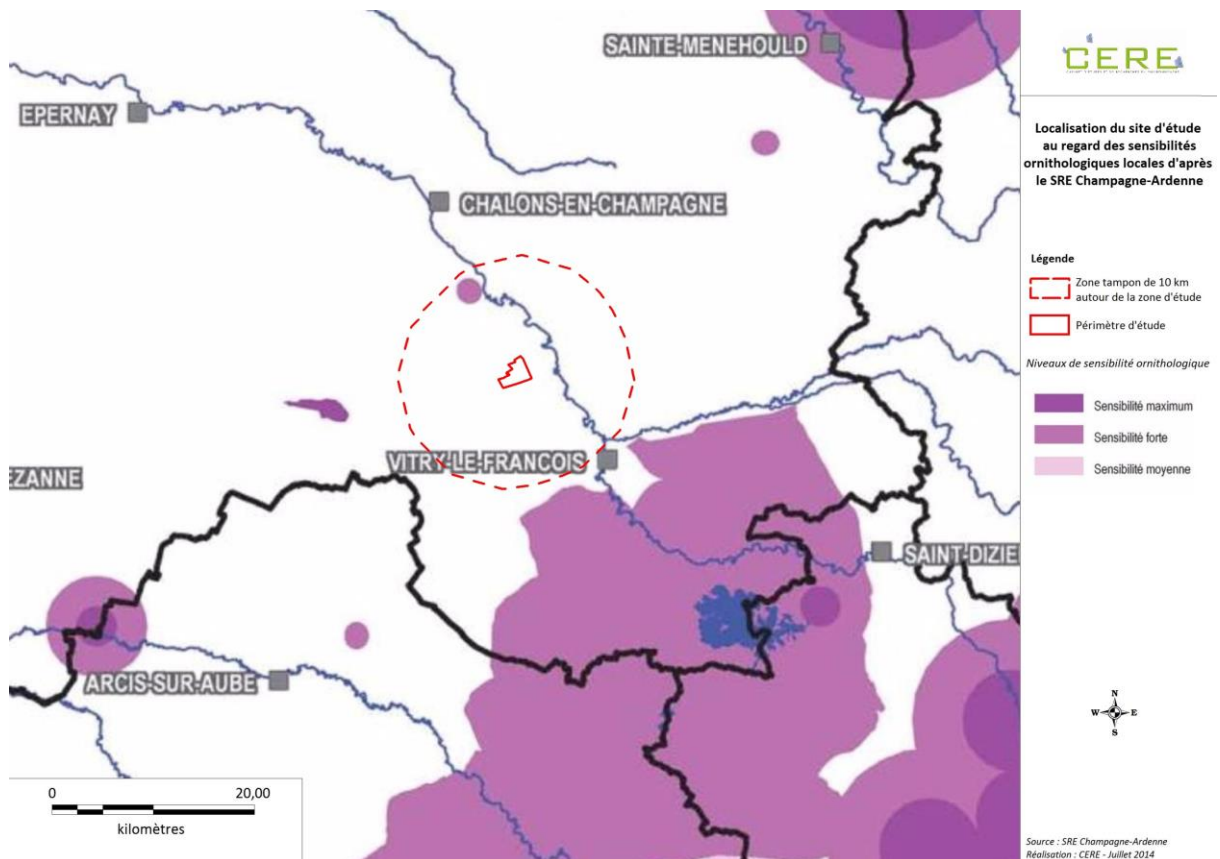 SAINTE-MENEHOULD
EPERNAY
CHALONS-EN-CHAMPAGNE
VITRY-LE-FRANCOIS
EZANNE
SAINT-DIZIE
ARCIS-SUR-AUBE
0 20,00
kilomètres
CERE
Localisation du site d'étude
au regard des sensibilités
ornithologiques locales d'après
le SRE Champagne-Ardenne
Légende
Zone tampon de 10 km
autour de la zone d'étude
Périmètre d'étude
Niveaux de sensibilité ornithologique
Sensibilité maximum
Sensibilité forte
Sensibilité moyenne
N
W E
S
Source : SRE Champagne-Ardenne
Réalisation : CERE - Juillet 2014